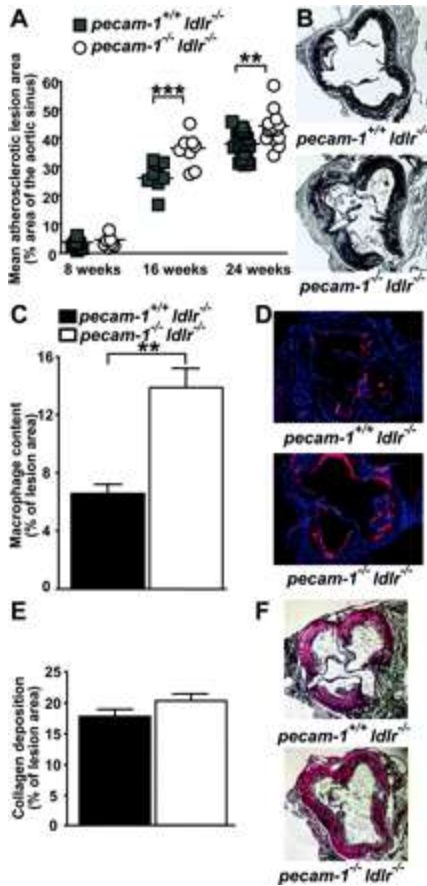 A
pecam-1+/+ ldlr-/-
pecam-1-/- ldlr-/-
Mean atherosclerotic lesion area
(% area of the aortic sinus)
60
50
40
30
20
10
0
***
**
8 weeks 16 weeks 24 weeks
B
pecam-1+/+ ldlr-/-
pecam-1-/- ldlr-/-
C
pecam-1+/+ ldlr-/-
pecam-1-/- ldlr-/-
**
Macrophage content
(% of lesion area)
16
12
8
4
0
D
pecam-1+/+ ldlr-/-
pecam-1-/- ldlr-/-
E
Collagen deposition
(% of lesion area)
25
20
15
10
5
0
F
pecam-1+/+ ldlr-/-
pecam-1-/- ldlr-/-